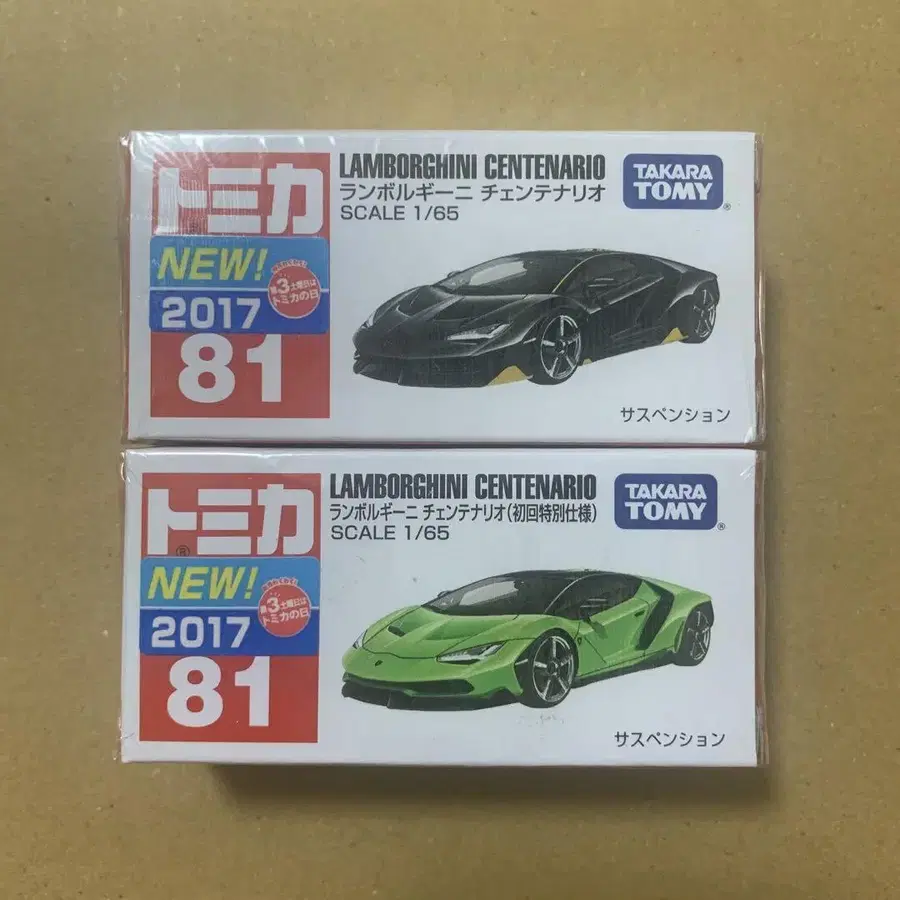 トミカ
LAMBORGHINI CENTENARIO
ランボルギーニ チェンテナリオ
SCALE 1/65
TAKARA
TOMY
®
NEW!
第3土曜日は
トミカの日
2017
81
サスペンション
トミカ
®
LAMBORGHINI CENTENARIO
ランボルギーニ チェンテナリオ(初回特別仕様)
SCALE 1/65
TAKARA
TOMY
®
NEW!
第3土曜日は
トミカの日
2017
81
サスペンション